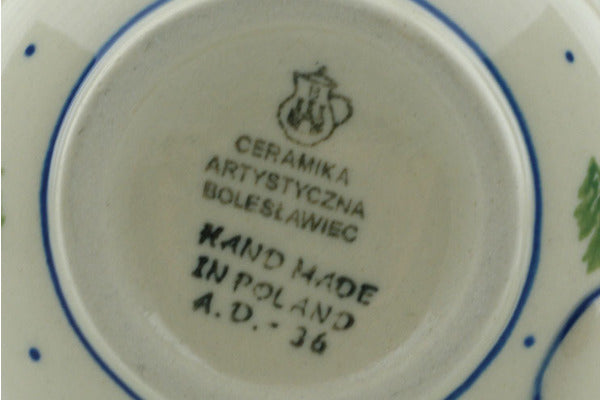 CERAMIKA
ARTYSTYCZNA
BOLESŁAWIEC
HAND MADE
IN POLAND
A.D. - 36